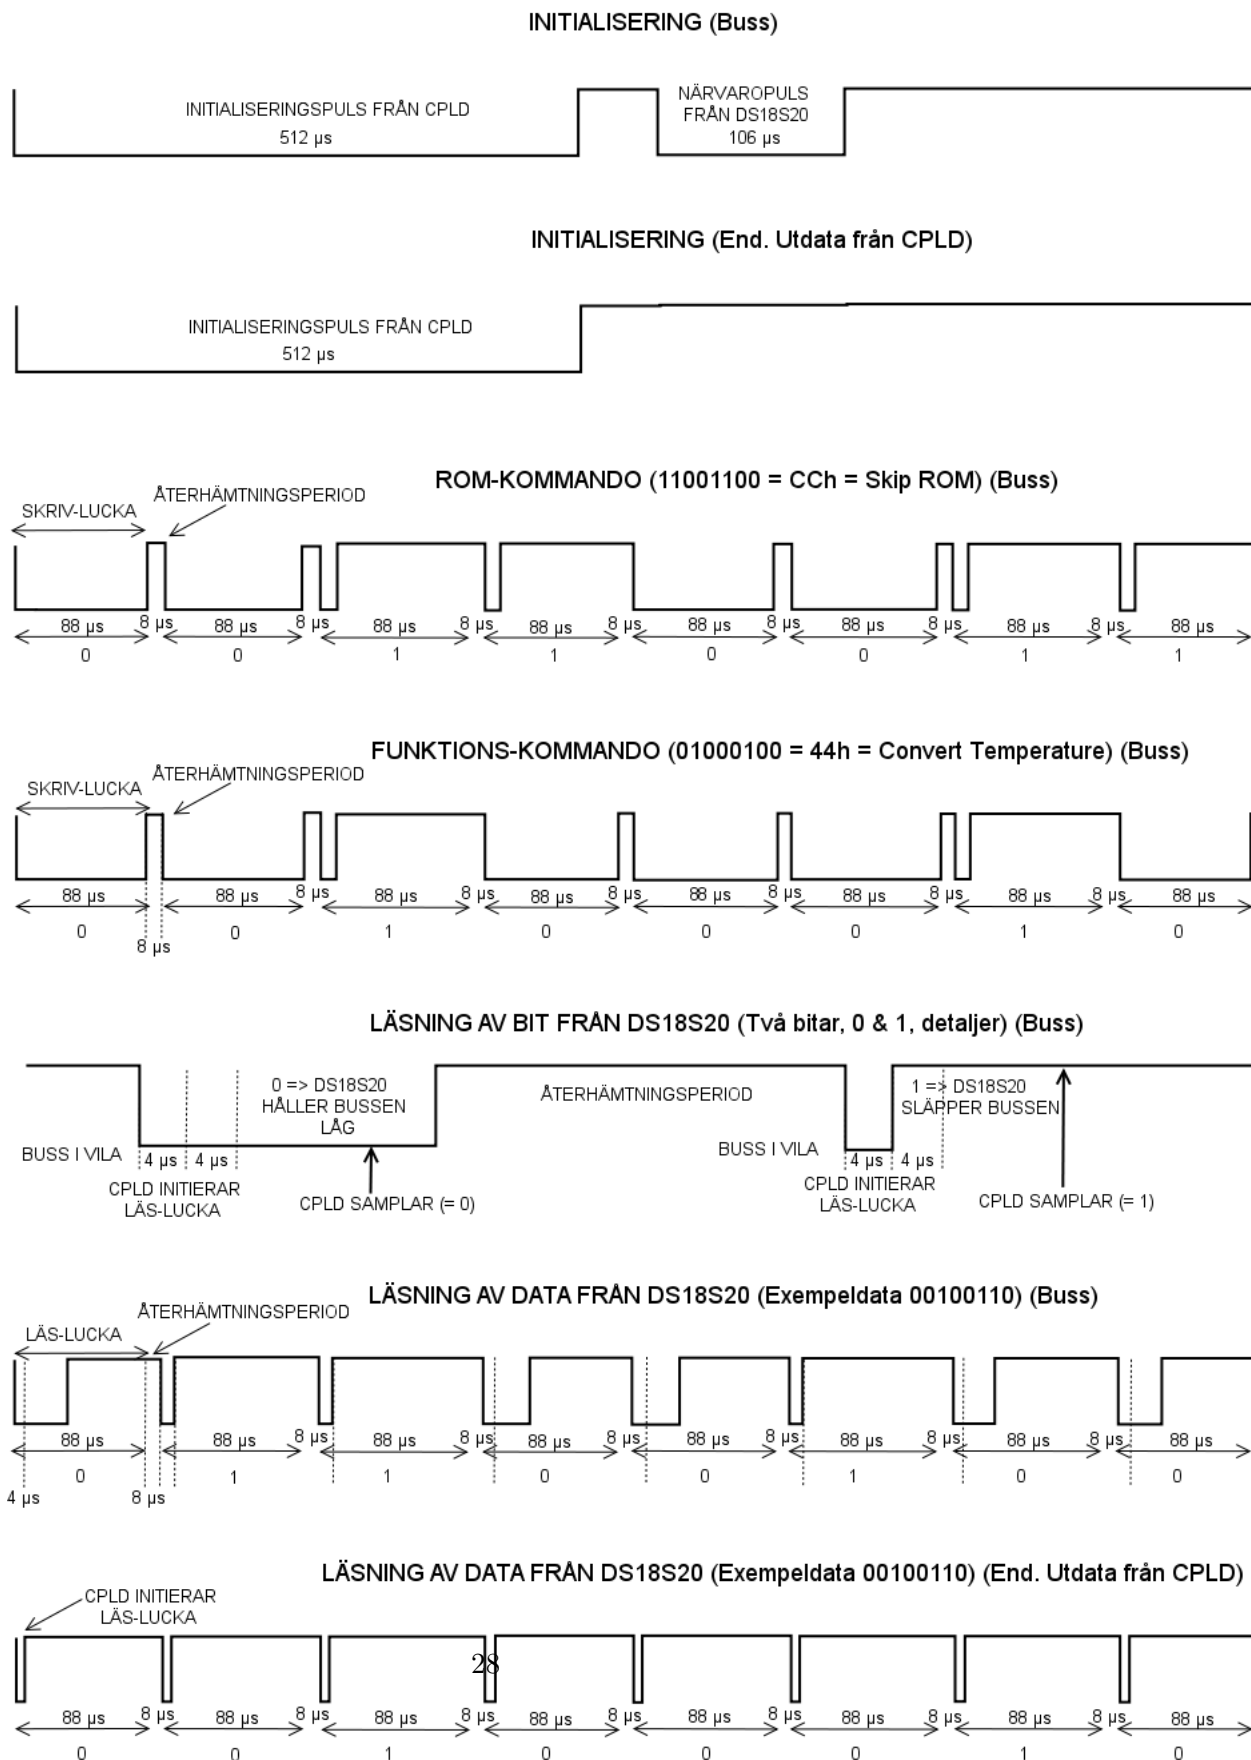 INITIALISERING (Buss)
INITIALISERINGSPULS FRÅN CPLD
512 µs
NÄRVAROPULS
FRÅN DS18S20
106 µs
INITIALISERING (End. Utdata från CPLD)
INITIALISERINGSPULS FRÅN CPLD
512 µs
ROM-KOMMANDO (11001100 = CCh = Skip ROM) (Buss)
SKRIV-LUCKA
ÅTERHÄMTNINGSPERIOD
88 µs 8 µs 88 µs 8 µs 88 µs 8 µs 88 µs 8 µs 88 µs 8 µs 88 µs 8 µs 88 µs 8 µs 88 µs
0 0 1 1 0 0 1 1
FUNKTIONS-KOMMANDO (01000100 = 44h = Convert Temperature) (Buss)
SKRIV-LUCKA
ÅTERHÄMTNINGSPERIOD
88 µs 88 µs 8 µs 88 µs 8 µs 88 µs 8 µs 88 µs 8 µs 88 µs 8 µs 88 µs 8 µs 88 µs
0 0 1 0 0 0 1 0
8 µs
LÄSNING AV BIT FRÅN DS18S20 (Två bitar, 0 & 1, detaljer) (Buss)
0 => DS18S20
HÅLLER BUSSEN
LÅG
ÅTERHÄMTNINGSPERIOD
1 => DS18S20
SLÄPPER BUSSEN
BUSS I VILA
4 µs 4 µs
BUSS I VILA
4 µs 4 µs
CPLD INITIERAR
LÄS-LUCKA
CPLD SAMPLAR (= 0)
CPLD INITIERAR
LÄS-LUCKA
CPLD SAMPLAR (= 1)
LÄSNING AV DATA FRÅN DS18S20 (Exempeldata 00100110) (Buss)
LÄS-LUCKA
ÅTERHÄMTNINGSPERIOD
88 µs 88 µs 8 µs 88 µs 8 µs 88 µs 8 µs 88 µs 8 µs 88 µs 8 µs 88 µs 8 µs 88 µs
0 1 1 0 0 1 0 0
4 µs 8 µs
LÄSNING AV DATA FRÅN DS18S20 (Exempeldata 00100110) (End. Utdata från CPLD)
CPLD INITIERAR
LÄS-LUCKA
28
88 µs 8 µs 88 µs 8 µs 88 µs 8 µs 88 µs 8 µs 88 µs 8 µs 88 µs 8 µs 88 µs 8 µs 88 µs
0 0 1 0 0 0 1 0